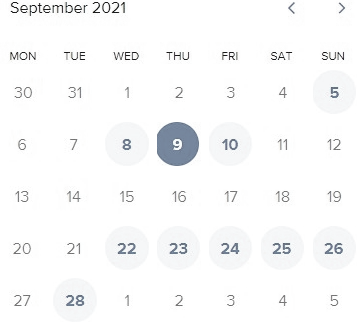 September 2021
MON TUE WED THU FRI SAT SUN
30 31 1 2 3 4 5
6 7 8 9 10 11 12
13 14 15 16 17 18 19
20 21 22 23 24 25 26
27 28 1 2 3 4 5